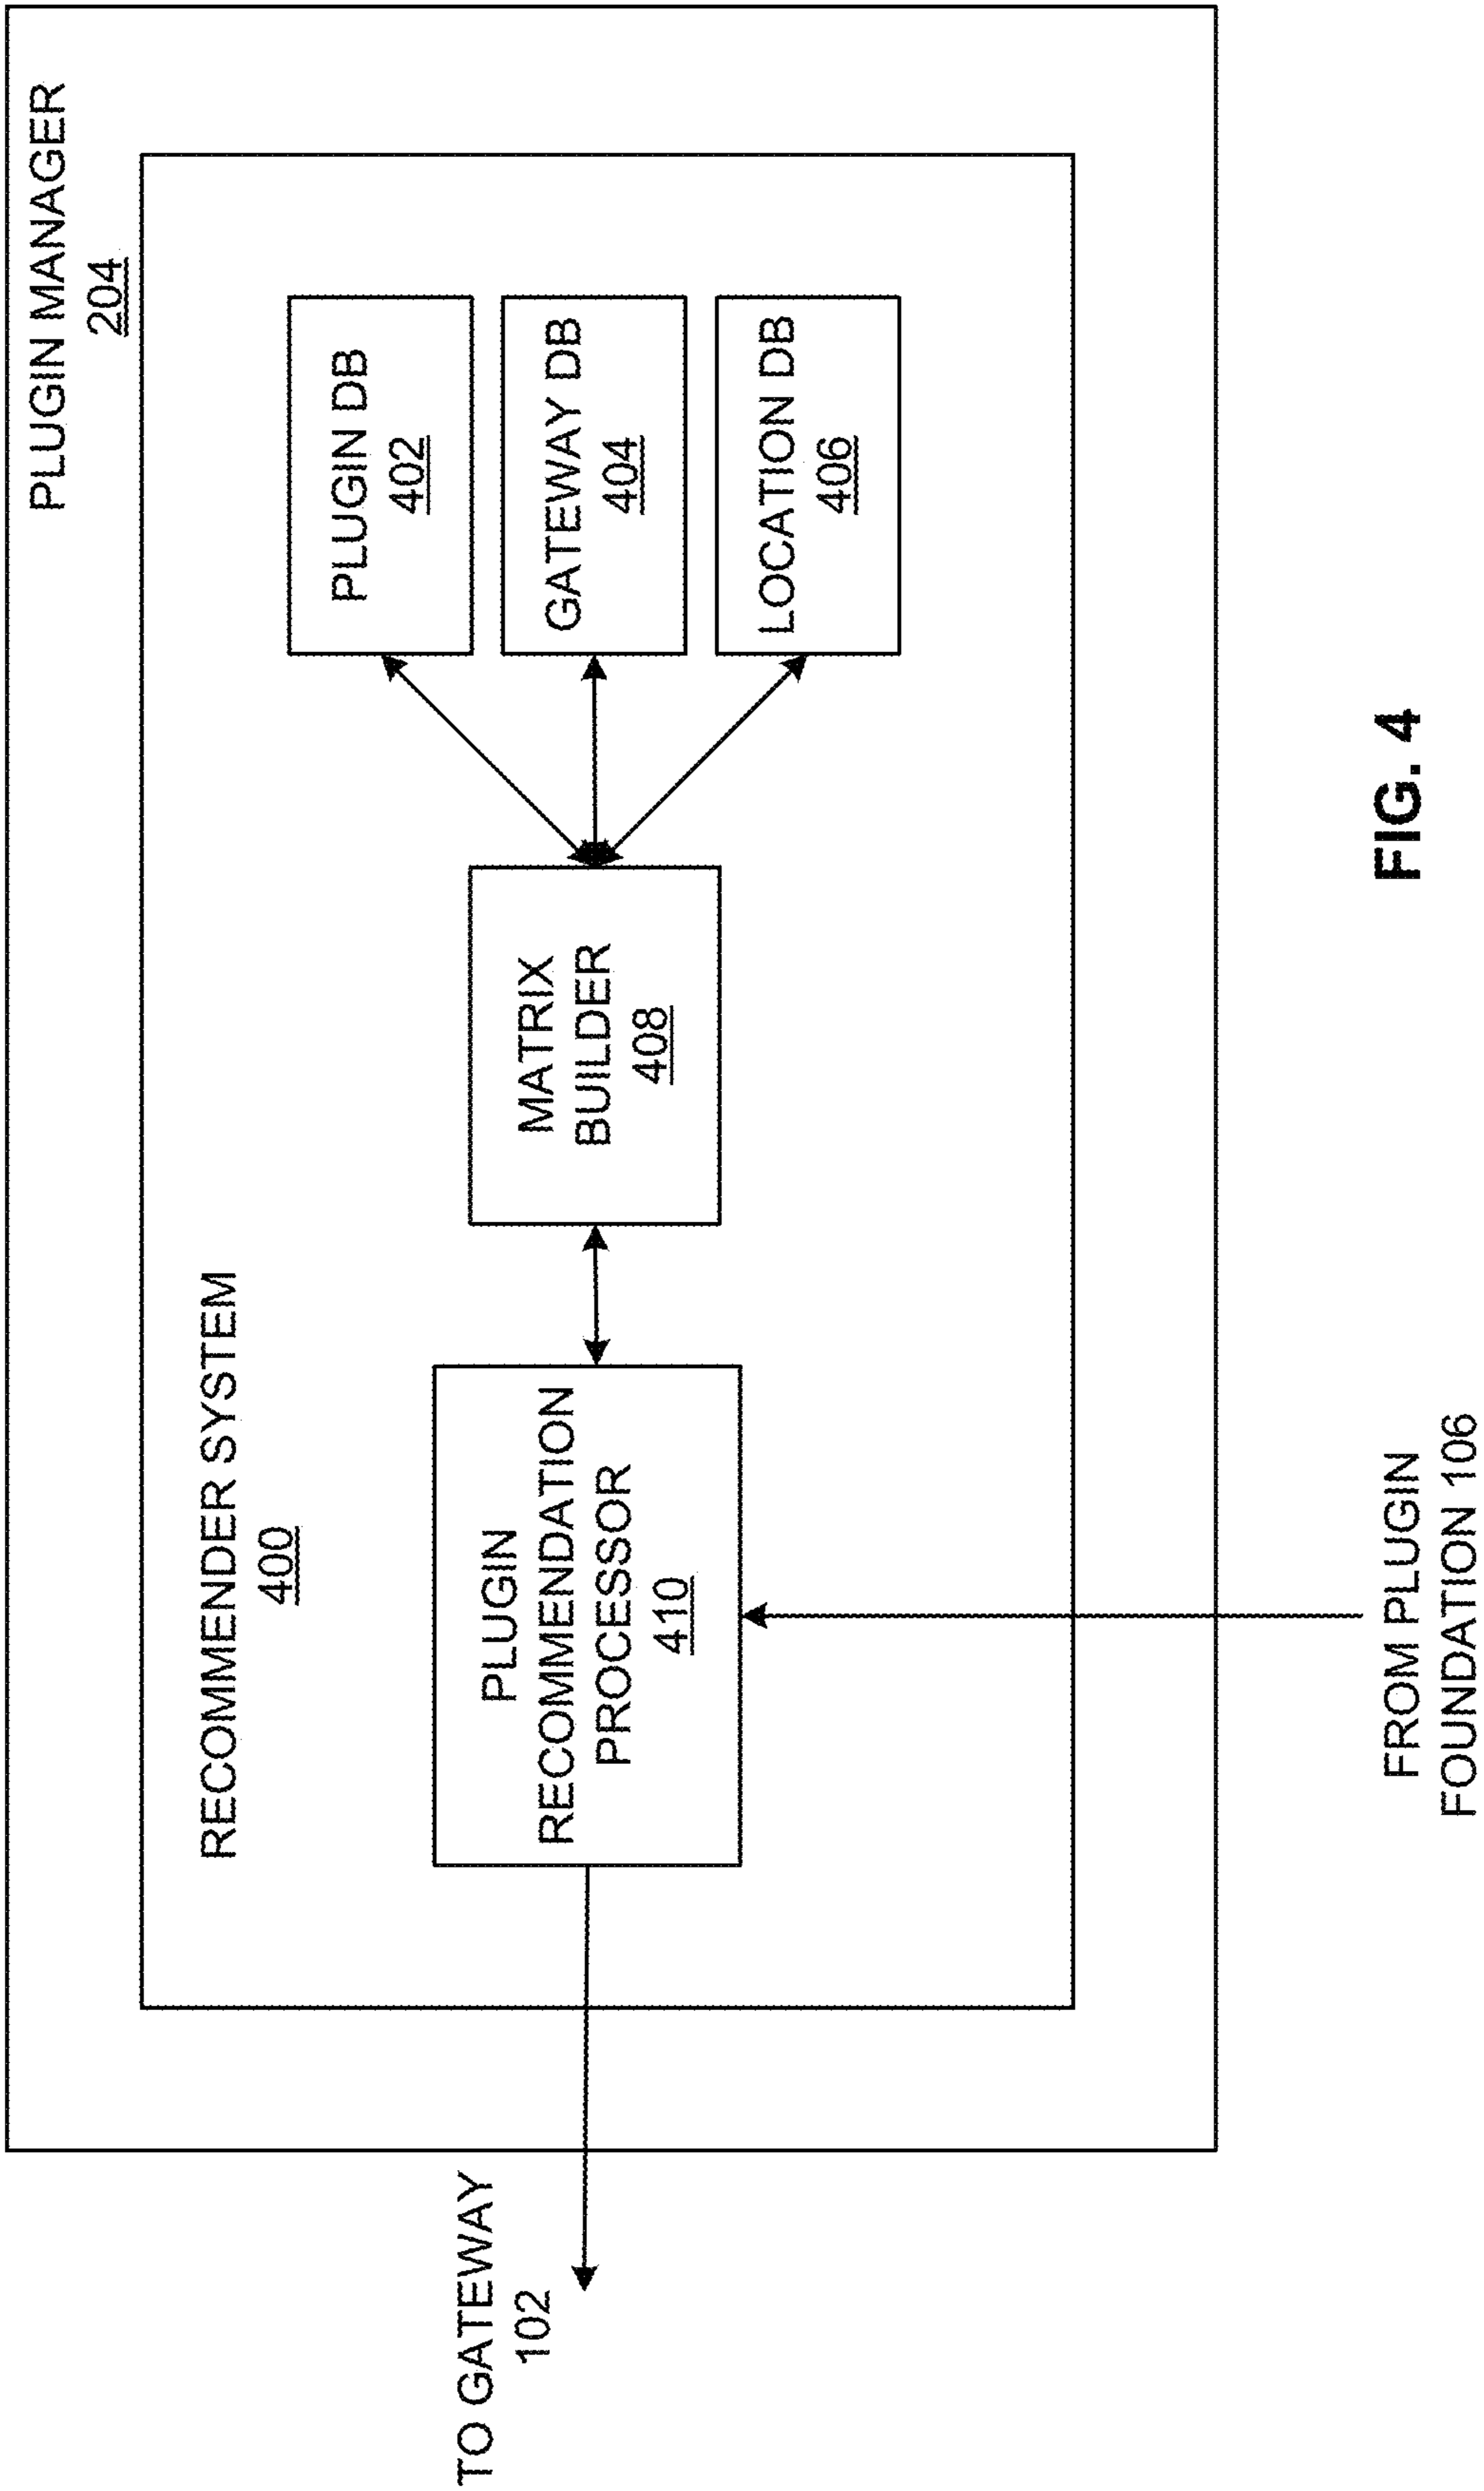 PLUGIN MANAGER
204
RECOMMENDER SYSTEM
400
PLUGIN DB
402
GATEWAY DB
404
LOCATION DB
406
MATRIX
BUILDER
408
PLUGIN
RECOMMENDATION
PROCESSOR
410
TO GATEWAY
102
FROM PLUGIN
FOUNDATION 106
FIG. 4